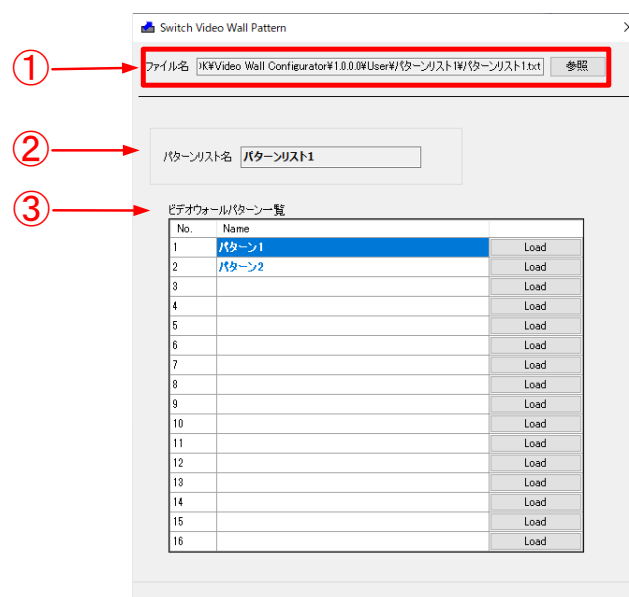 Switch Video Wall Pattern
① ファイル名 )K¥Video Wall Configurator¥1.0.0.0¥User¥パターンリスト1¥パターンリスト1.txt 参照
② パターンリスト名 パターンリスト1
③ ビデオウォールパターン一覧
No. Name
1 パターン1 Load
2 パターン2 Load
3 Load
4 Load
5 Load
6 Load
7 Load
8 Load
9 Load
10 Load
11 Load
12 Load
13 Load
14 Load
15 Load
16 Load